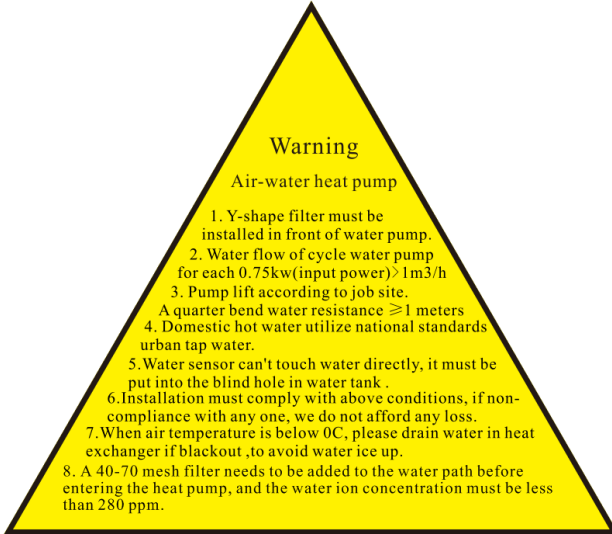 Warning
Air-water heat pump
1. Y-shape filter must be
installed in front of water pump.
2. Water flow of cycle water pump
for each 0.75kw(input power)>1m3/h
3. Pump lift according to job site.
A quarter bend water resistance ≥1 meters
4. Domestic hot water utilize national standards
urban tap water.
5.Water sensor can't touch water directly, it must be
put into the blind hole in water tank .
6.Installation must comply with above conditions, if non-
compliance with any one, we do not afford any loss.
7.When air temperature is below 0C, please drain water in heat
exchanger if blackout ,to avoid water ice up.
8. A 40-70 mesh filter needs to be added to the water path before
entering the heat pump, and the water ion concentration must be less
than 280 ppm.